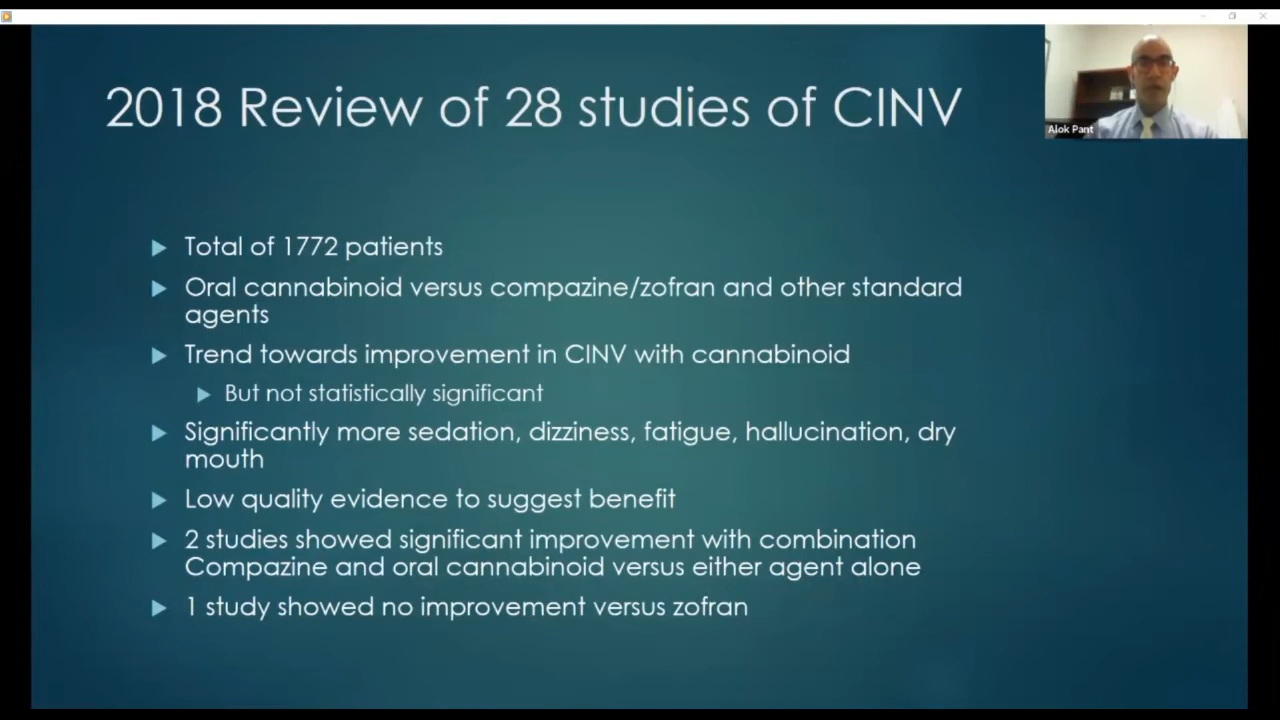 2018 Review of 28 studies of CINV
Alok Pant
Total of 1772 patients
Oral cannabinoid versus compazine/zofran and other standard
agents
Trend towards improvement in CINV with cannabinoid
But not statistically significant
Significantly more sedation, dizziness, fatigue, hallucination, dry
mouth
Low quality evidence to suggest benefit
2 studies showed significant improvement with combination
Compazine and oral cannabinoid versus either agent alone
1 study showed no improvement versus zofran